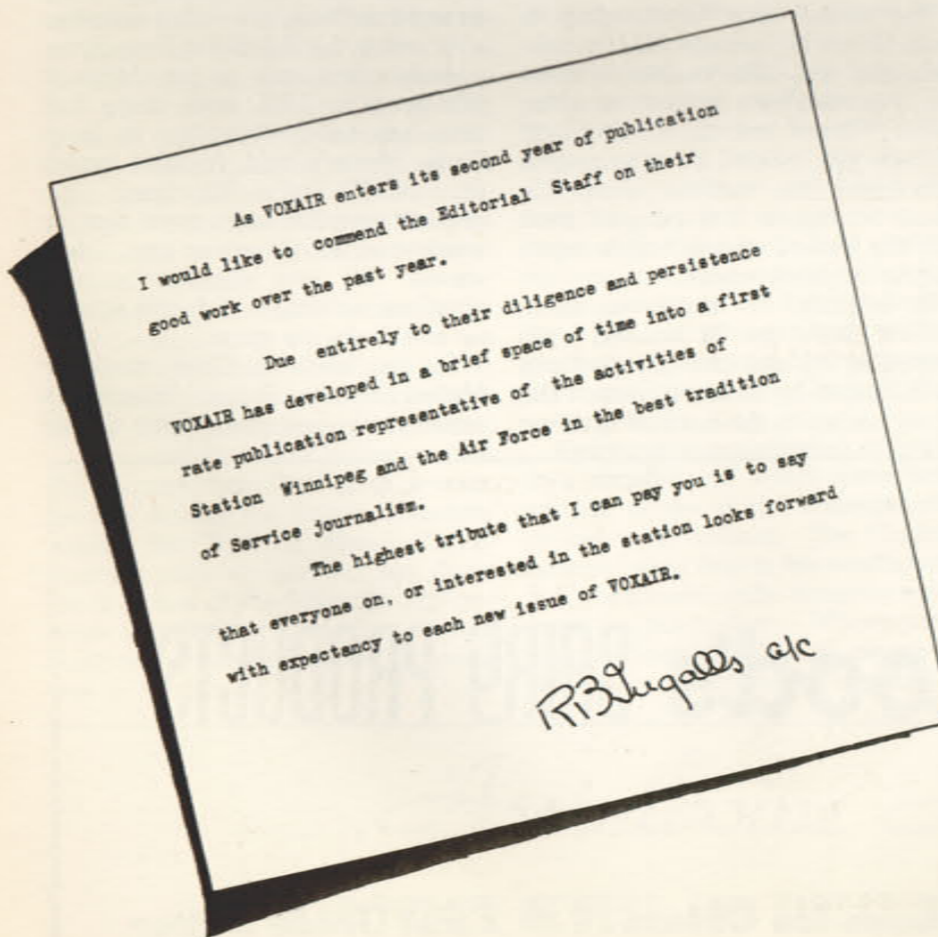 As VOXAIR enters its second year of publication
I would like to commend the Editorial Staff on their
good work over the past year.
Due entirely to their diligence and persistence
VOXAIR has developed in a brief space of time into a first
rate publication representative of the activities of
Station Winnipeg and the Air Force in the best tradition
of Service journalism.
The highest tribute that I can pay you is to say
that everyone on, or interested in the station looks forward
with expectancy to each new issue of VOXAIR.
RBIngalls a/c